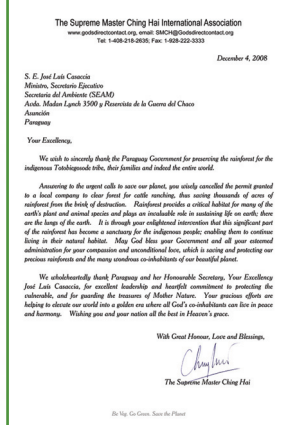 The Supreme Master Ching Hai International Association
www.godsdirectcontact.org, email: SMCH@Godsdirectcontact.org
Tel: 1-408-218-2635; Fax: 1-928-222-3333
December 4, 2008
S. E. José Luís Casaccia
Ministro, Secretario Ejecutivo
Secretaría del Ambiente (SEAM)
Avda. Madan Lynch 3500 y Reservista de la Guerra del Chaco
Asunción
Paraguay
Your Excellency,
We wish to sincerely thank the Paraguay Government for preserving the rainforest for the
indigenous Totobiegosode tribe, their families and indeed the entire world.
Answering to the urgent calls to save our planet, you wisely cancelled the permit granted
to a local company to clear forest for cattle ranching, thus saving thousands of acres of
rainforest from the brink of destruction. Rainforest provides a critical habitat for many of the
earth's plant and animal species and plays an invaluable role in sustaining life on earth; there
are the lungs of the earth. It is through your enlightened intervention that this significant part
of the rainforest has become a sanctuary for the indigenous people; enabling them to continue
living in their natural habitat. May God bless your Government and all your esteemed
administration for your compassion and unconditional love, which is saving and protecting our
precious rainforests and the many wondrous co-inhabitants of our beautiful planet.
We wholeheartedly thank Paraguay and her Honourable Secretary, Your Excellency
José Luís Casaccia, for excellent leadership and heartfelt commitment to protecting the
vulnerable, and for guarding the treasures of Mother Nature. Your gracious efforts are
helping to elevate our world into a golden era where all God's co-inhabitants can live in peace
and harmony. Wishing you and your nation all the best in Heaven's grace.
With Great Honour, Love and Blessings,
The Supreme Master Ching Hai
Be Veg. Go Green. Save the Planet